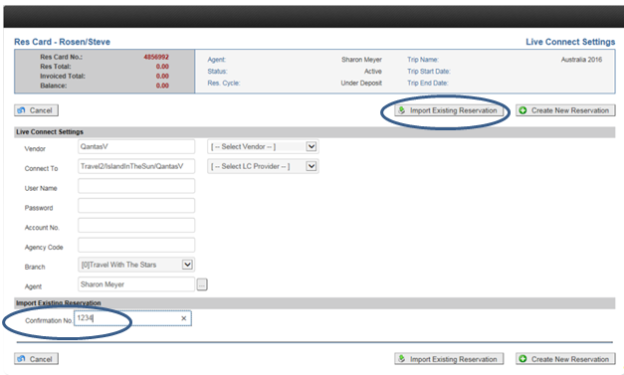 Res Card - Rosen/Steve Live Connect Settings
Res Card No.: 4856992 Agent: Sharon Meyer Trip Name: Australia 2016
Res Total: 0.00 Status: Active Trip Start Date:
Invoiced Total: 0.00 Res. Cycle: Under Deposit Trip End Date:
Balance: 0.00
Cancel Import Existing Reservation Create New Reservation
Live Connect Settings
Vendor QantasV [ -- Select Vendor -- ]
Connect To Travel2/IslandInTheSun/QantasV [ -- Select LC Provider -- ]
User Name
Password
Account No.
Agency Code
Branch [0]Travel With The Stars
Agent Sharon Meyer ...
Import Existing Reservation
Confirmation No. 1234 ×
Cancel Import Existing Reservation Create New Reservation